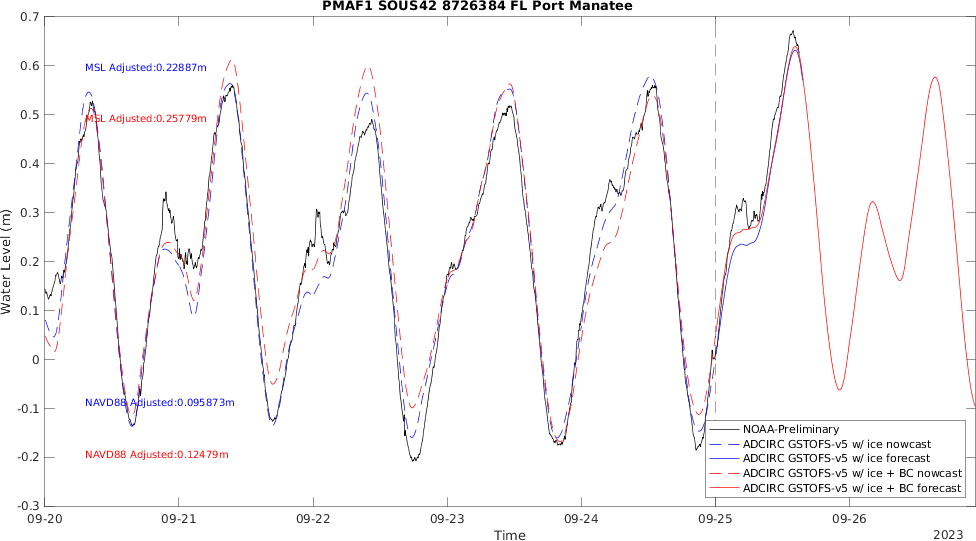 PMAF1 SOUS42 8726384 FL Port Manatee
0.7
0.6
0.5
0.4
0.3
0.2
0.1
0
-0.1
-0.2
-0.3
Water Level (m)
MSL Adjusted:0.22887m
MSL Adjusted:0.25779m
NAVD88 Adjusted:0.095873m
NAVD88 Adjusted:0.12479m
NOAA-Preliminary
ADCIRC GSTOFS-v5 w/ ice nowcast
ADCIRC GSTOFS-v5 w/ ice forecast
ADCIRC GSTOFS-v5 w/ ice + BC nowcast
ADCIRC GSTOFS-v5 w/ ice + BC forecast
09-20 09-21 09-22 09-23 09-24 09-25 09-26
Time
2023